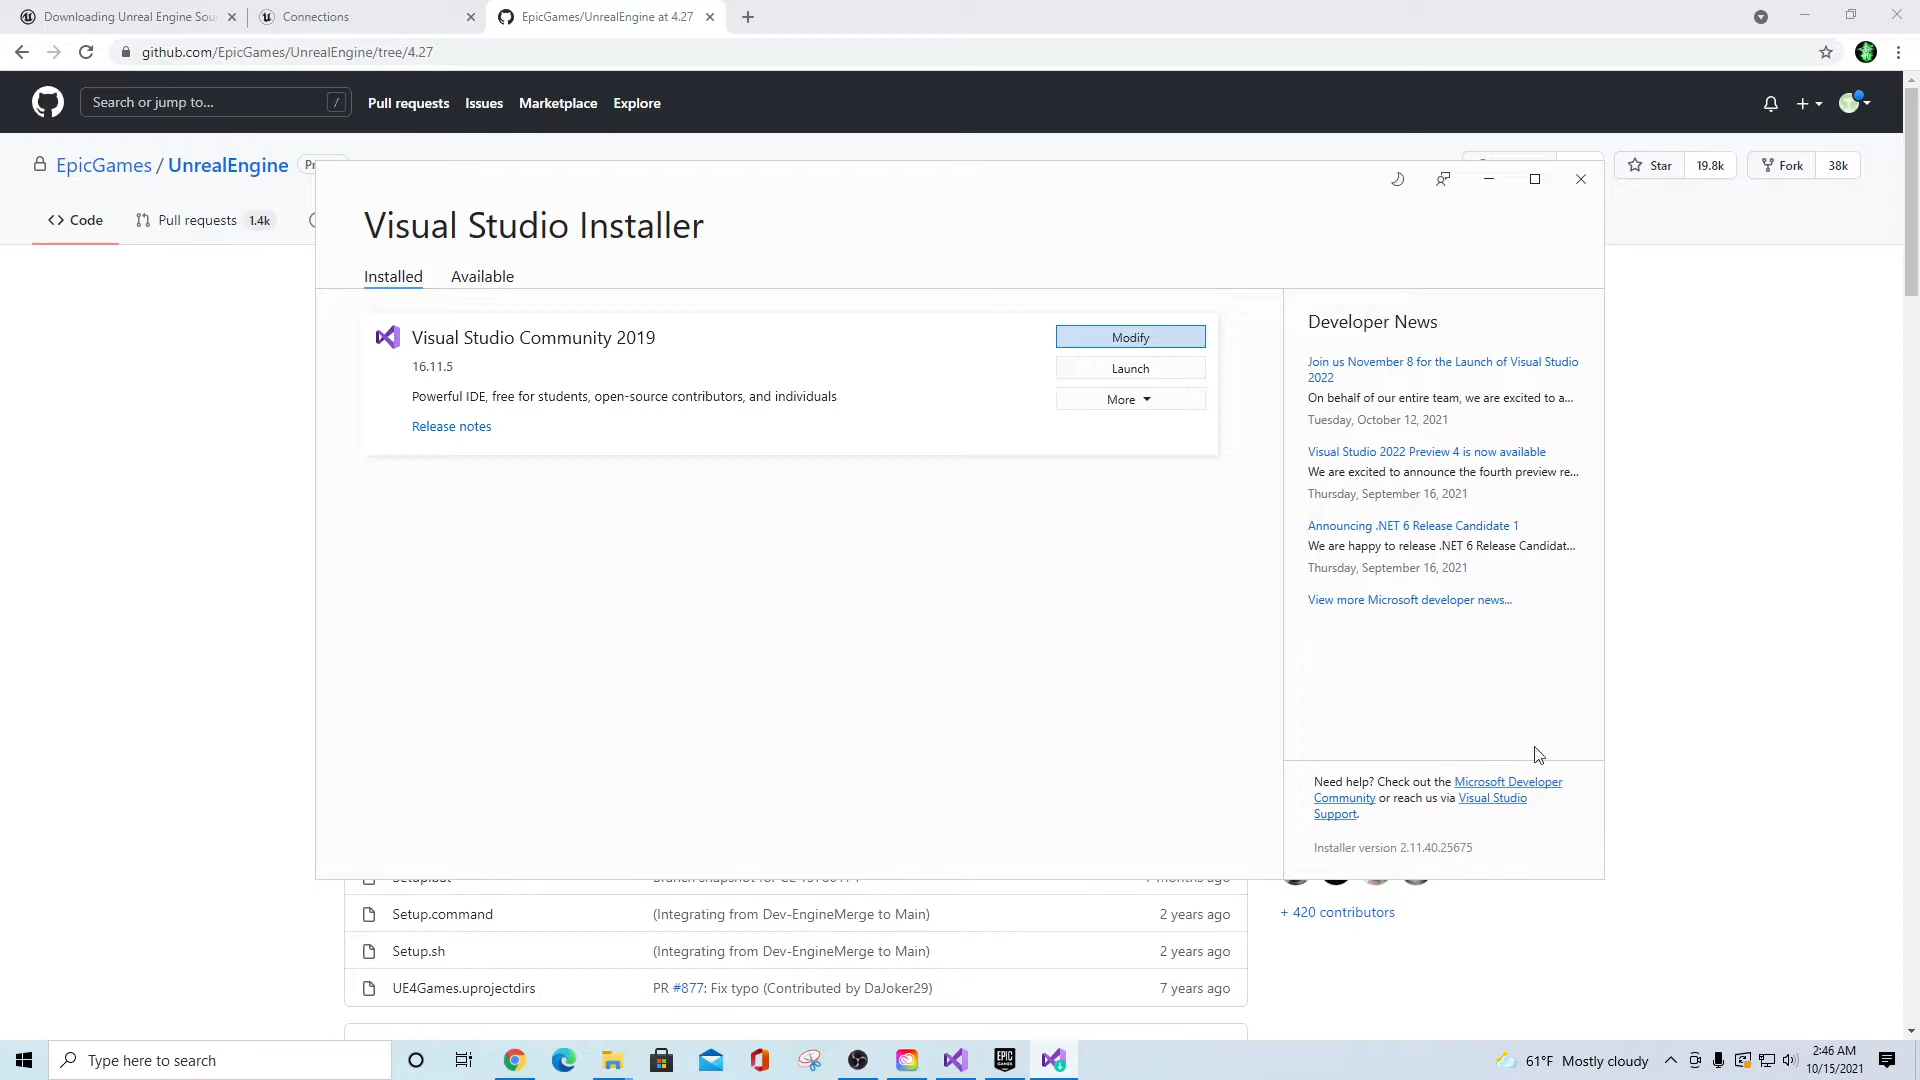 Downloading Unreal Engine Sou
Connections
EpicGames/UnrealEngine at 4.27
github.com/EpicGames/UnrealEngine/tree/4.27
Search or jump to...
/
Pull requests
Issues
Marketplace
Explore
EpicGames / UnrealEngine
Star
19.8k
Fork
38k
Code
Pull requests
1.4k
Visual Studio Installer
Installed
Available
Visual Studio Community 2019
16.11.5
Powerful IDE, free for students, open-source contributors, and individuals
Release notes
Modify
Launch
More
Developer News
Join us November 8 for the Launch of Visual Studio
2022
On behalf of our entire team, we are excited to a...
Tuesday, October 12, 2021
Visual Studio 2022 Preview 4 is now available
We are excited to announce the fourth preview re...
Thursday, September 16, 2021
Announcing .NET 6 Release Candidate 1
We are happy to release .NET 6 Release Candidat...
Thursday, September 16, 2021
View more Microsoft developer news...
Need help? Check out the Microsoft Developer
Community or reach us via Visual Studio
Support.
Installer version 2.11.40.25675
Setup.command
(Integrating from Dev-EngineMerge to Main)
2 years ago
Setup.sh
(Integrating from Dev-EngineMerge to Main)
2 years ago
UE4Games.uprojectdirs
PR #877: Fix typo (Contributed by DaJoker29)
7 years ago
+ 420 contributors
Type here to search
EPIC
GAMES
61°F Mostly cloudy
2:46 AM
10/15/2021